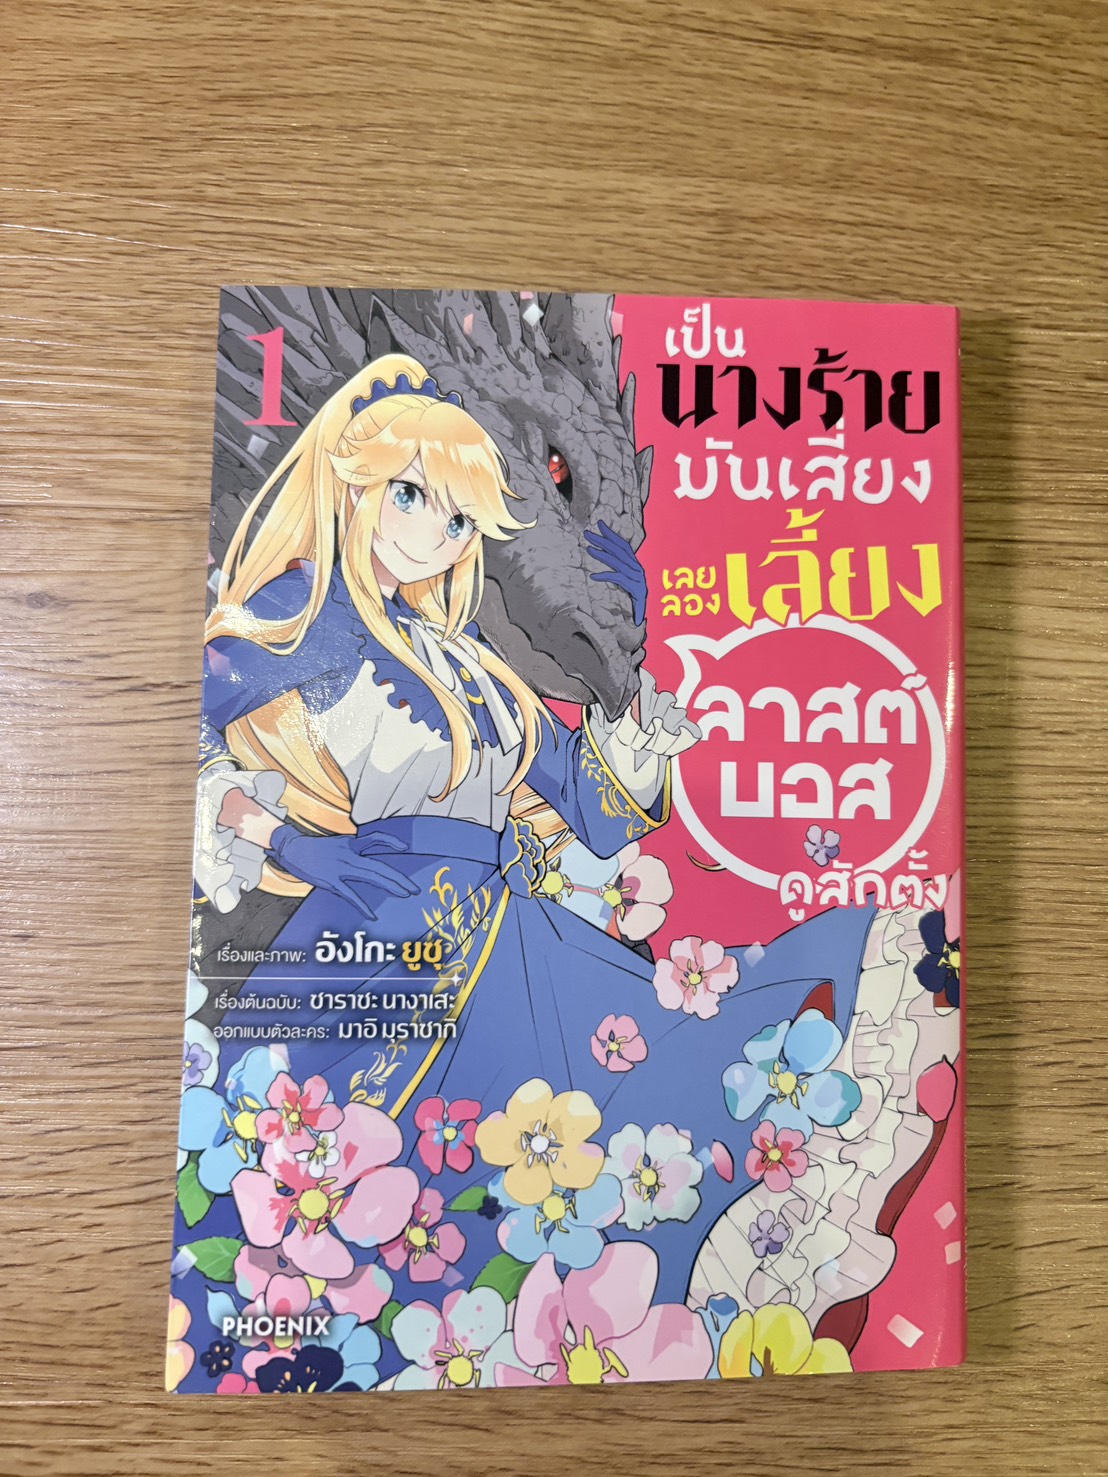 1
เป็น
นางร้าย
มันเสี่ยง
เลย
ลอง เลี้ยง
ลาสต์
บอส
ดูสักตั้ง
เรื่องและภาพ: อังโกะ ยูซุ
เรื่องต้นฉบับ: ซาราซะ นางาเสะ
ออกแบบตัวละคร: มาอิ มุราซากิ
PHOENIX